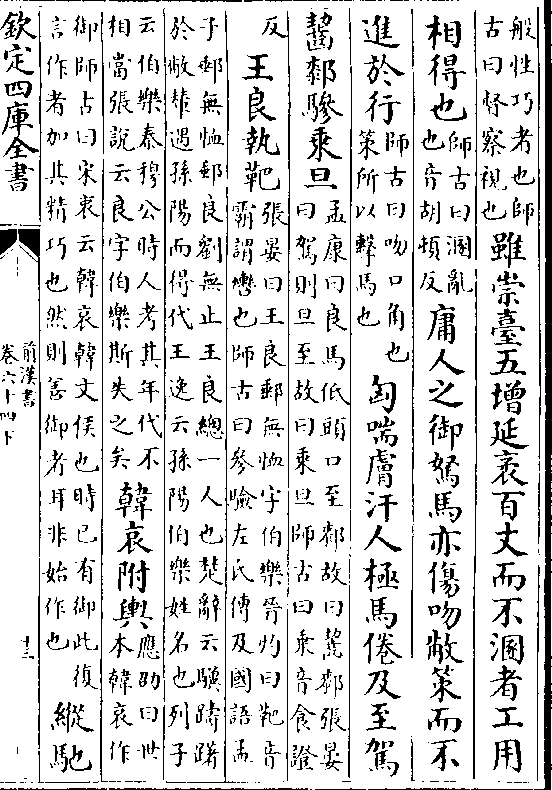 般性巧者也師
古曰督察視也
雖崇臺五增延袤百丈而不溷者工用
相得也
師古曰溷亂
也音胡頓反
庸人之御駑馬亦傷吻敝策而不
進於行
師古曰吻口角也
策所以擊馬也
匈喘膚汗人極馬倦及至駕
齧䣛驂乘旦
孟康曰良馬低頭口至䣛故曰齧䣛張晏
曰駕則旦至故曰乘旦師古曰乘音食證
反
王良執靶
張晏曰王良郵無恤字伯樂晉灼曰靶音
霸謂轡也師古曰參驗左氏傳及國語孟
子郵無恤郵良劉無止王良總一人也楚辭云驥躊躇
於敝輂遇孫陽而得代王逸云孫陽伯樂姓名也列子
云伯樂秦穆公時人考其年代不
相當張說云良字伯樂斯失之矣
韓哀附輿
應劭曰世
本韓哀作
御師古曰宋衷云韓哀韓文侯也時已有御此復
言作者加其精巧也然則善御者耳非始作也
縱馳
欽定四庫全書
前漢書
卷六十四下
十三